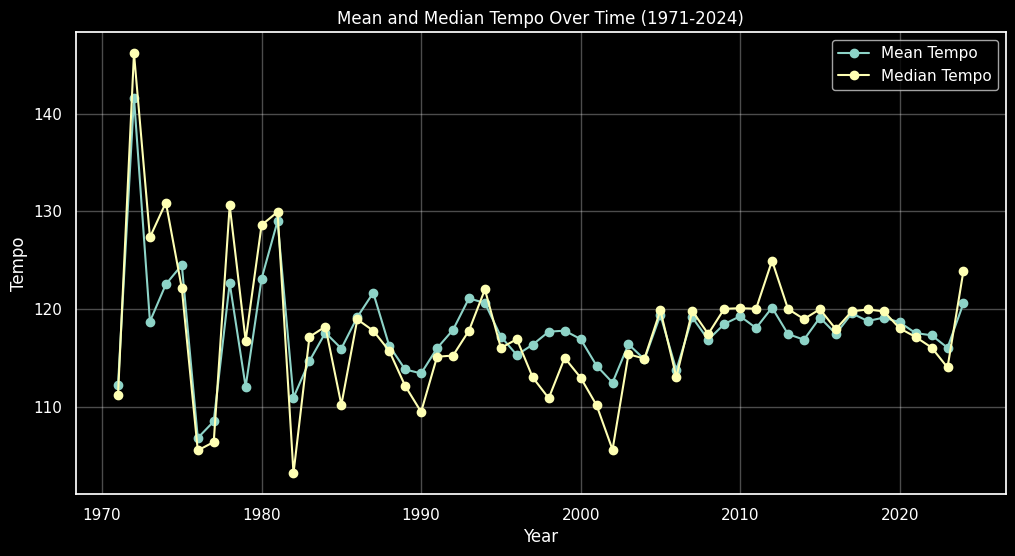 Mean and Median Tempo Over Time (1971-2024)
Mean Tempo
Median Tempo
Tempo
140
130
120
110
1970 1980 1990 2000 2010 2020
Year